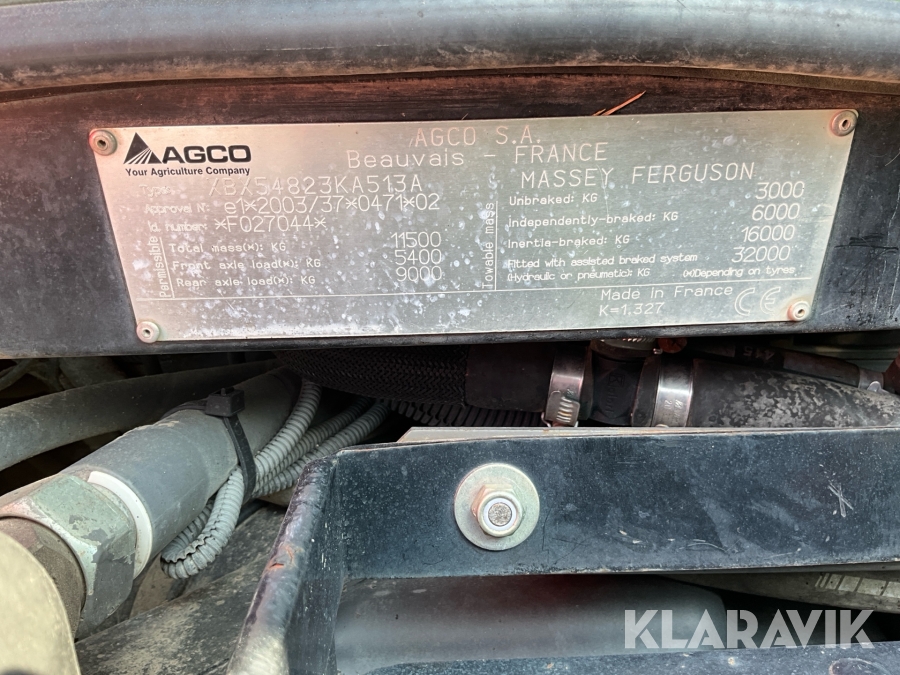 AGCO
Your Agriculture Company
AGCO S.A.
Beauvais - FRANCE
MASSEY FERGUSON
Type: XBX54823KA513A
Approval N°: e1*2003/37*0471*02
Id. number: *F027044*
Permissible
Total mass(*): KG 11500
Front axle load(*): KG 5400
Rear axle load(*): KG 9000
Towable mass
Unbraked: KG 3000
Independently-braked: KG 6000
Inertia-braked: KG 16000
Fitted with assisted braked system 32000
(Hydraulic or pneumatic): KG (*)Depending on tyres
Made in France
K=1.327
CE
KLARAVIK